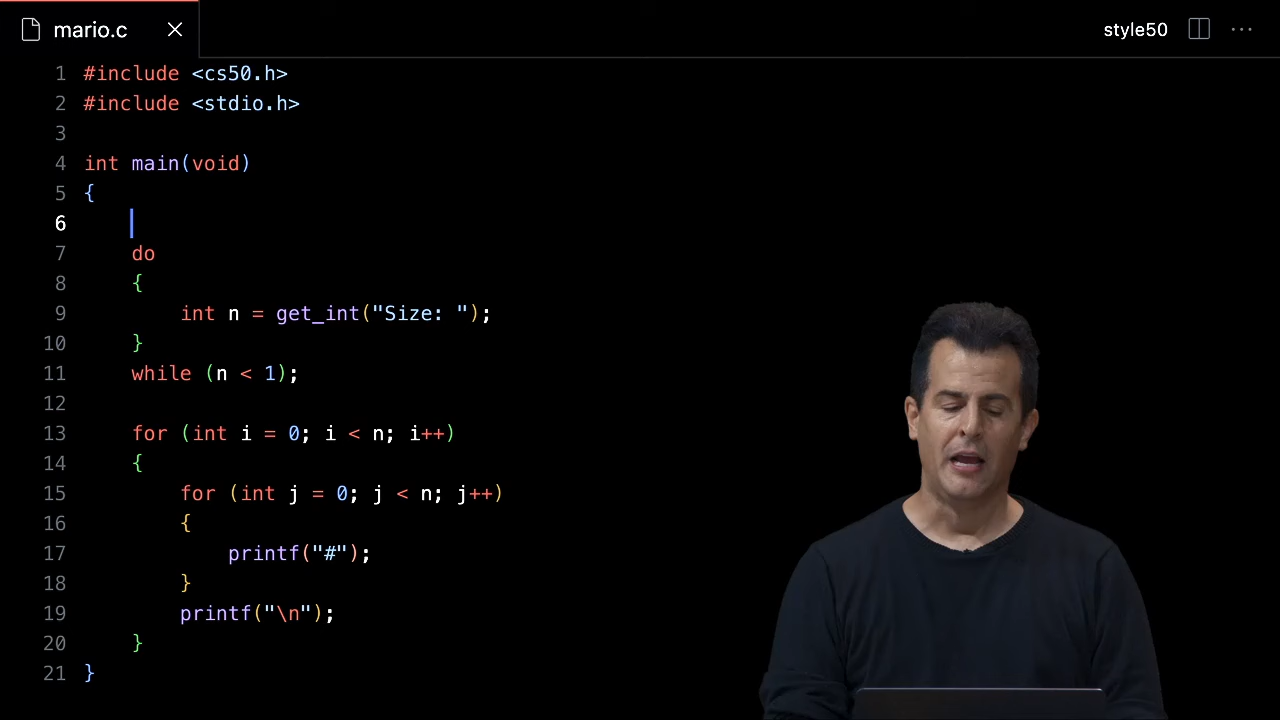 mario.c
style50
1 #include <cs50.h>
2 #include <stdio.h>
3
4 int main(void)
5 {
6
7     do
8     {
9         int n = get_int("Size: ");
10     }
11     while (n < 1);
12
13     for (int i = 0; i < n; i++)
14     {
15         for (int j = 0; j < n; j++)
16         {
17             printf("#");
18         }
19         printf("\n");
20     }
21 }